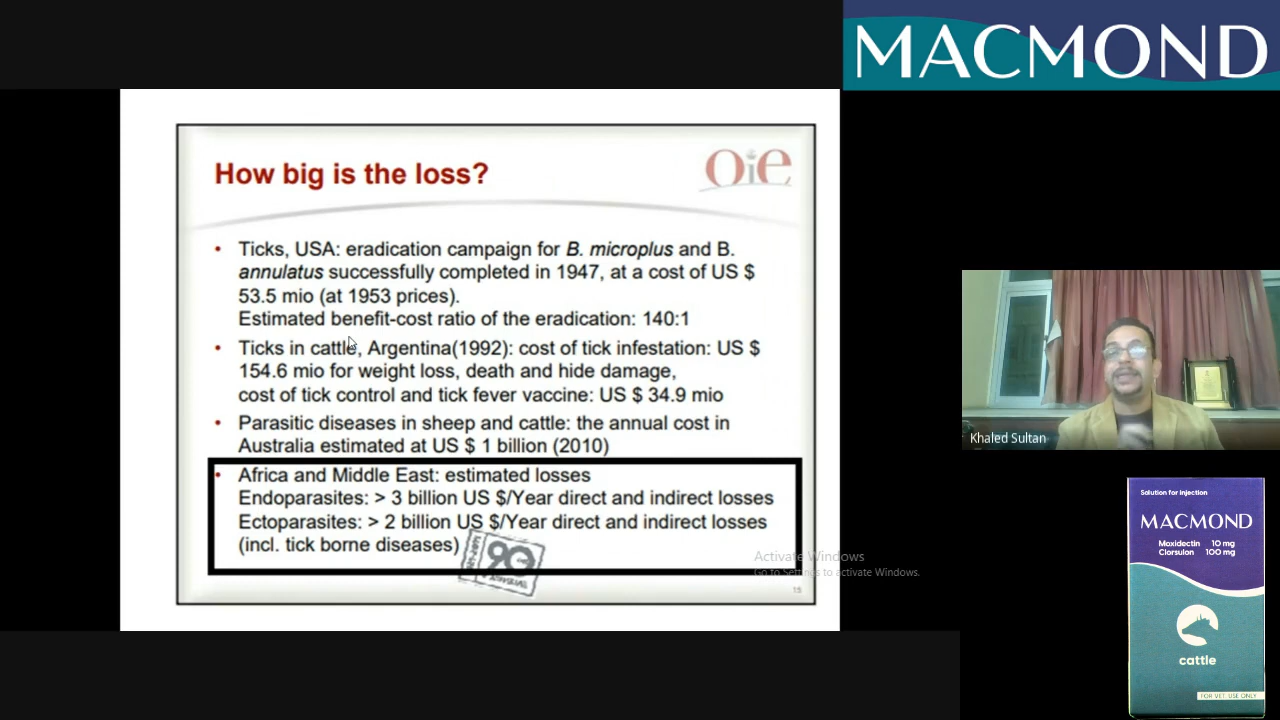 MACMOND
How big is the loss?
Oie
• Ticks, USA: eradication campaign for B. microplus and B.
annulatus successfully completed in 1947, at a cost of US $
53.5 mio (at 1953 prices).
Estimated benefit-cost ratio of the eradication: 140:1
• Ticks in cattle, Argentina(1992): cost of tick infestation: US $
154.6 mio for weight loss, death and hide damage,
cost of tick control and tick fever vaccine: US $ 34.9 mio
• Parasitic diseases in sheep and cattle: the annual cost in
Australia estimated at US $ 1 billion (2010)
• Africa and Middle East: estimated losses
Endoparasites: > 3 billion US $/Year direct and indirect losses
Ectoparasites: > 2 billion US $/Year direct and indirect losses
(incl. tick borne diseases)
90
15
Activate Windows
Go to Settings to activate Windows.
Khaled Sultan
Solution for injection
MACMOND
Moxidectin 10 mg
Clorsulon 100 mg
cattle
FOR VET. USE ONLY